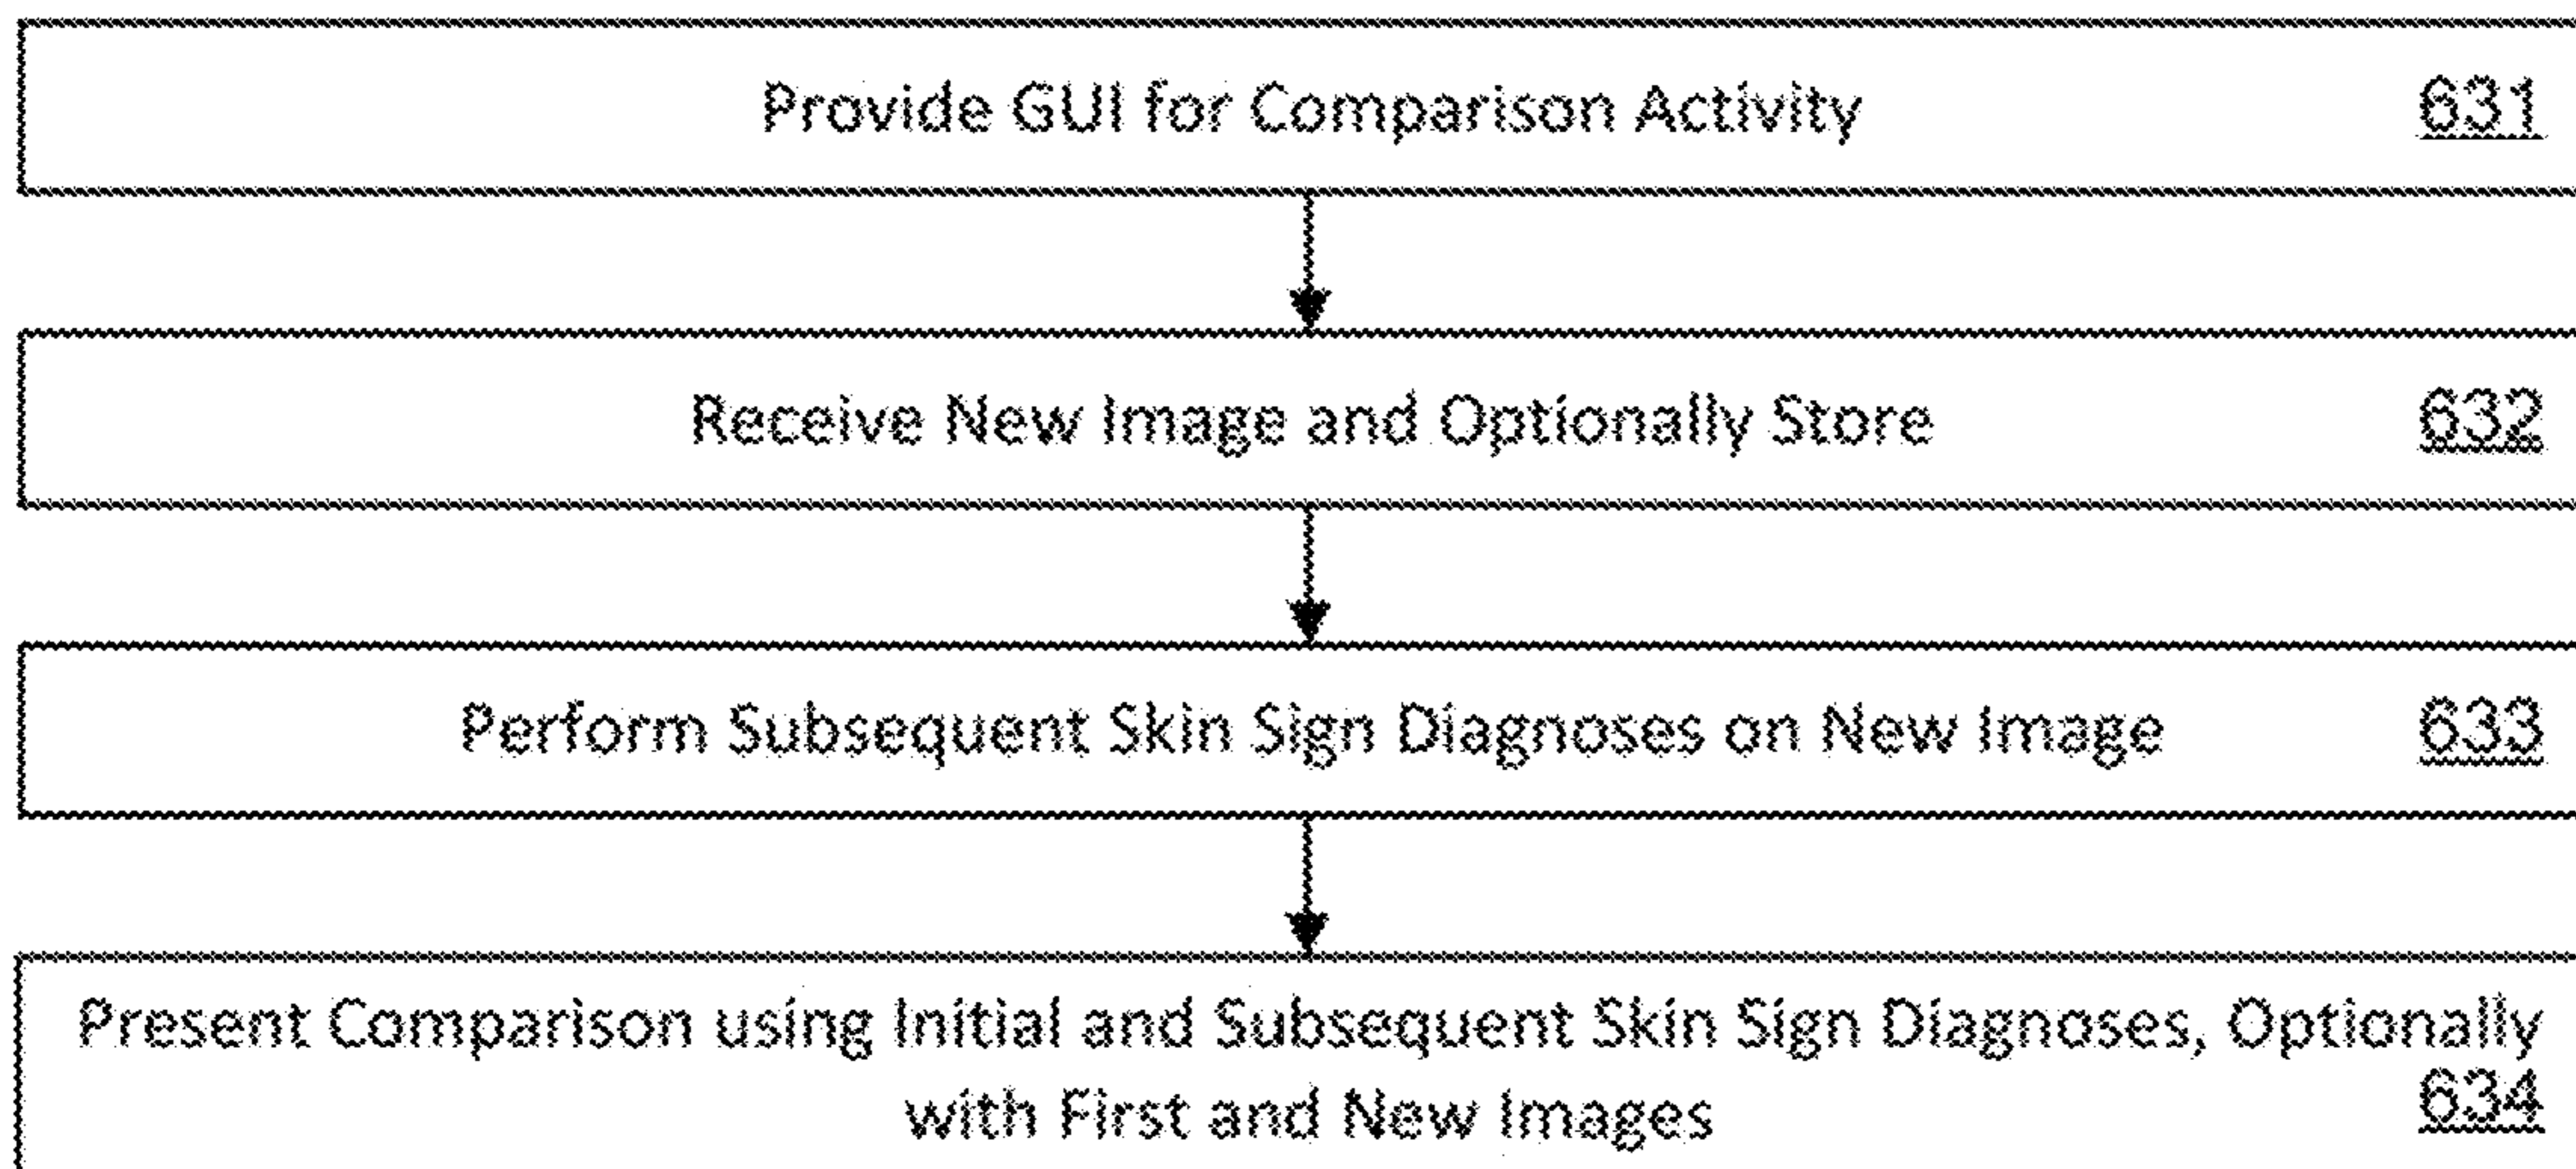 Provide GUI for Comparison Activity 631
Receive New Image and Optionally Store 632
Perform Subsequent Skin Sign Diagnoses on New Image 633
Present Comparison using Initial and Subsequent Skin Sign Diagnoses, Optionally
with First and New Images 634